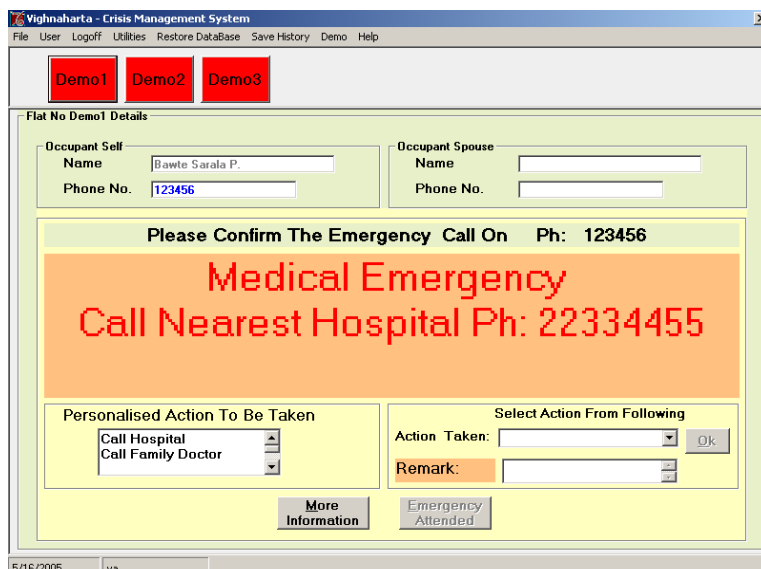 Vighnaharta - Crisis Management System
File User Logoff Utilities Restore DataBase Save History Demo Help
Demo1 Demo2 Demo3
Flat No Demo1 Details
Occupant Self
Name Bawte Sarala P.
Phone No. 123456
Occupant Spouse
Name
Phone No.
Please Confirm The Emergency Call On Ph: 123456
Medical Emergency
Call Nearest Hospital Ph: 22334455
Personalised Action To Be Taken
Call Hospital
Call Family Doctor
Select Action From Following
Action Taken: Ok
Remark:
More
Information
Emergency
Attended
5/16/2005